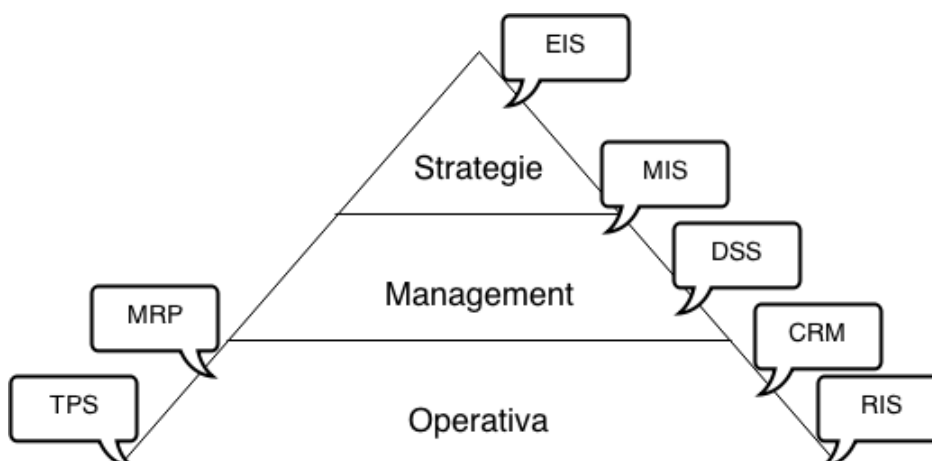 EIS
Strategie
MIS
DSS
Management
MRP
CRM
TPS
Operativa
RIS